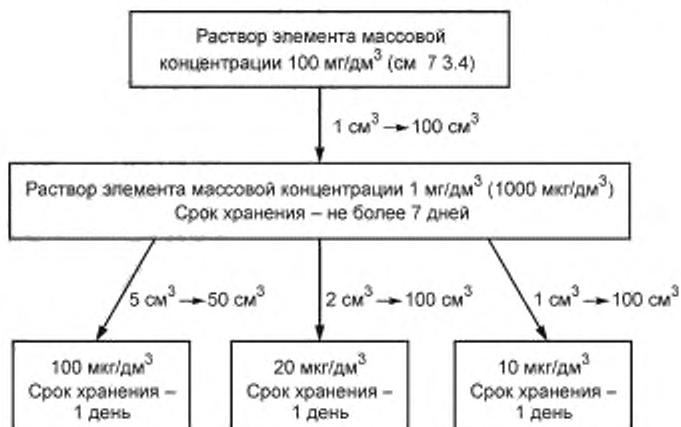 Раствор элемента массовой
концентрации 100 мг/дм³ (см 7 3.4)
1 см³ → 100 см³
Раствор элемента массовой концентрации 1 мг/дм³ (1000 мкг/дм³)
Срок хранения – не более 7 дней
5 см³ → 50 см³
2 см³ → 100 см³
1 см³ → 100 см³
100 мкг/дм³
Срок хранения –
1 день
20 мкг/дм³
Срок хранения –
1 день
10 мкг/дм³
Срок хранения –
1 день